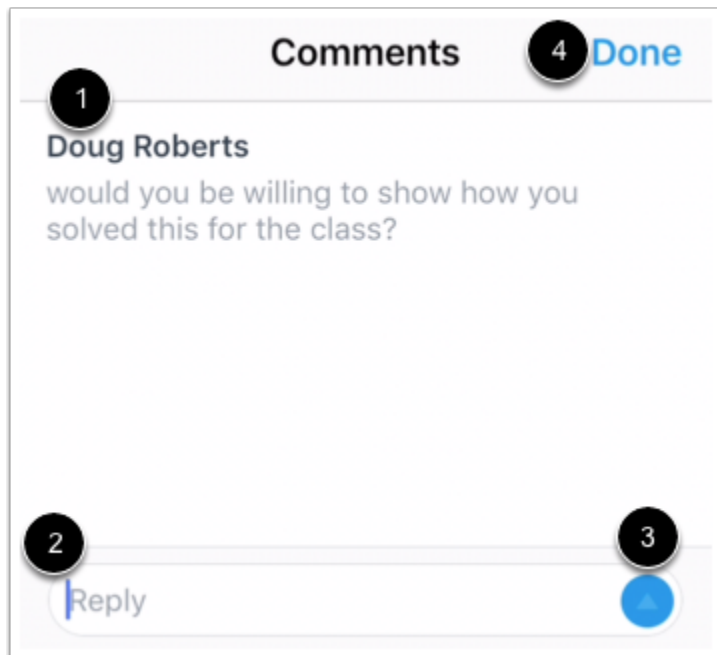 Comments
4
Done
1
Doug Roberts
would you be willing to show how you
solved this for the class?
2
3
Reply